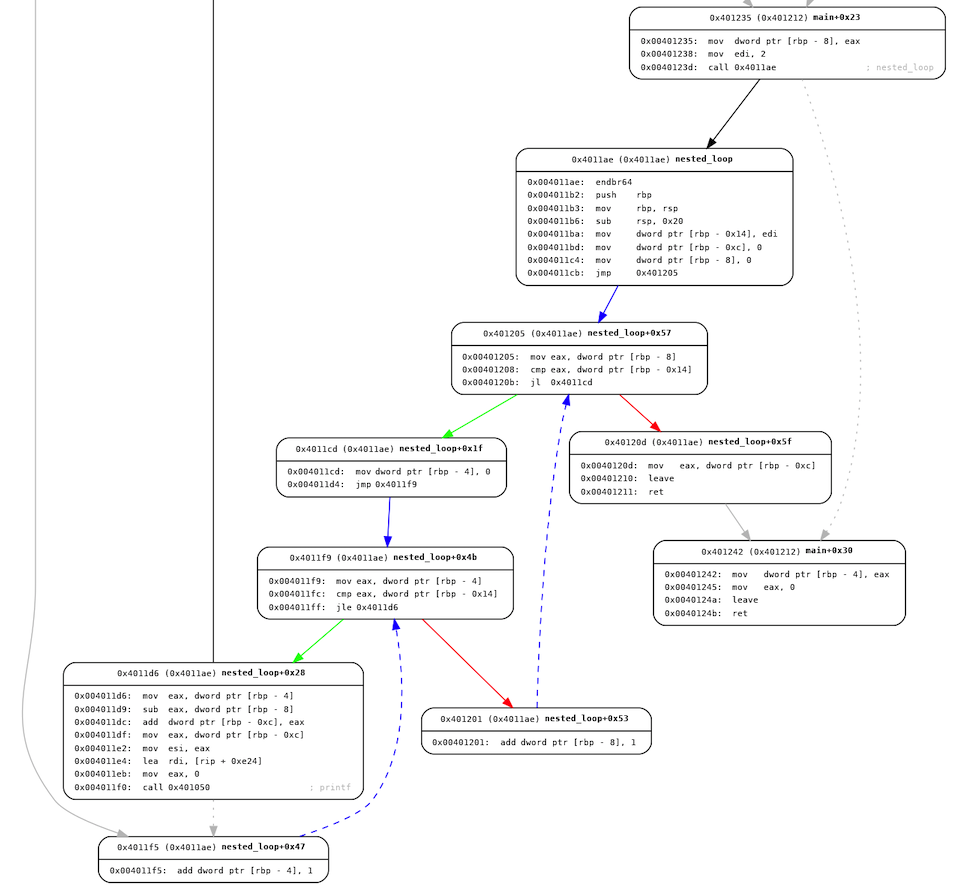 0x401235 (0x401212) main+0x23
0x00401235: mov dword ptr [rbp - 8], eax
0x00401238: mov edi, 2
0x0040123d: call 0x4011ae ; nested_loop
0x4011ae (0x4011ae) nested_loop
0x004011ae: endbr64
0x004011b2: push rbp
0x004011b3: mov rbp, rsp
0x004011b6: sub rsp, 0x20
0x004011ba: mov dword ptr [rbp - 0x14], edi
0x004011bd: mov dword ptr [rbp - 0xc], 0
0x004011c4: mov dword ptr [rbp - 8], 0
0x004011cb: jmp 0x401205
0x401205 (0x4011ae) nested_loop+0x57
0x00401205: mov eax, dword ptr [rbp - 8]
0x00401208: cmp eax, dword ptr [rbp - 0x14]
0x0040120b: jl 0x4011cd
0x4011cd (0x4011ae) nested_loop+0x1f
0x004011cd: mov dword ptr [rbp - 4], 0
0x004011d4: jmp 0x4011f9
0x40120d (0x4011ae) nested_loop+0x5f
0x0040120d: mov eax, dword ptr [rbp - 0xc]
0x00401210: leave
0x00401211: ret
0x4011f9 (0x4011ae) nested_loop+0x4b
0x004011f9: mov eax, dword ptr [rbp - 4]
0x004011fc: cmp eax, dword ptr [rbp - 0x14]
0x004011ff: jle 0x4011d6
0x401242 (0x401212) main+0x30
0x00401242: mov dword ptr [rbp - 4], eax
0x00401245: mov eax, 0
0x0040124a: leave
0x0040124b: ret
0x4011d6 (0x4011ae) nested_loop+0x28
0x004011d6: mov eax, dword ptr [rbp - 4]
0x004011d9: sub eax, dword ptr [rbp - 8]
0x004011dc: add dword ptr [rbp - 0xc], eax
0x004011df: mov eax, dword ptr [rbp - 0xc]
0x004011e2: mov esi, eax
0x004011e4: lea rdi, [rip + 0xe24]
0x004011eb: mov eax, 0
0x004011f0: call 0x401050 ; printf
0x401201 (0x4011ae) nested_loop+0x53
0x00401201: add dword ptr [rbp - 8], 1
0x4011f5 (0x4011ae) nested_loop+0x47
0x004011f5: add dword ptr [rbp - 4], 1